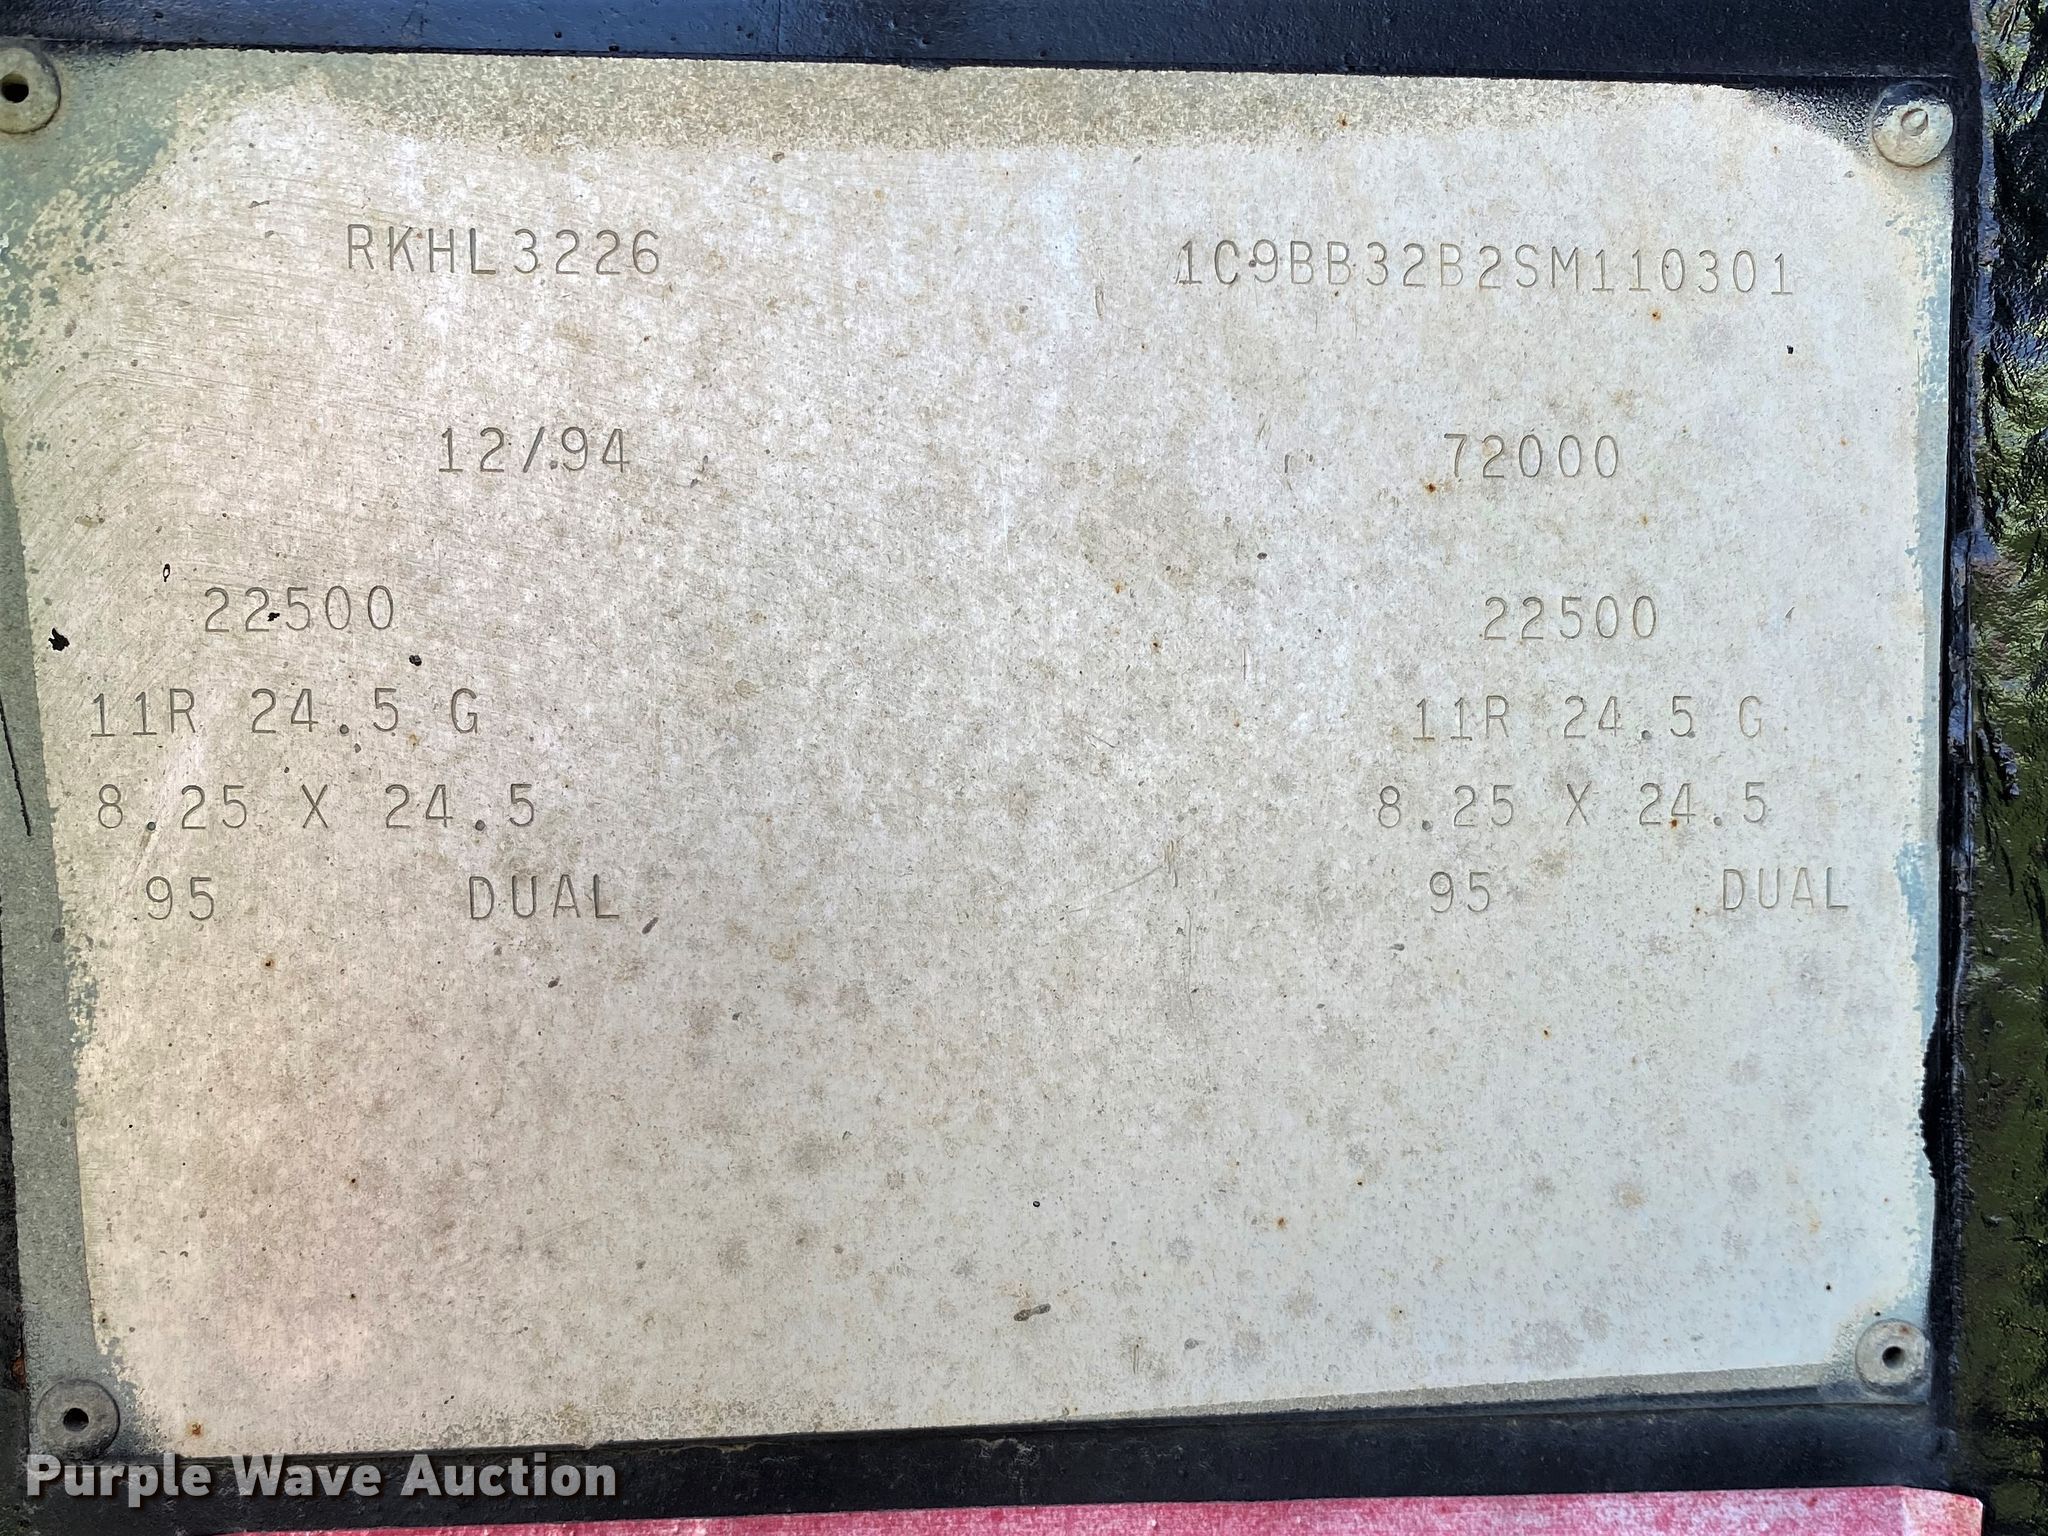 RKHL3226 1C9BB32B2SM110301
12/94 72000
22500 22500
11R 24.5 G 11R 24.5 G
8.25 X 24.5 8.25 X 24.5
95 DUAL 95 DUAL
Purple Wave Auction